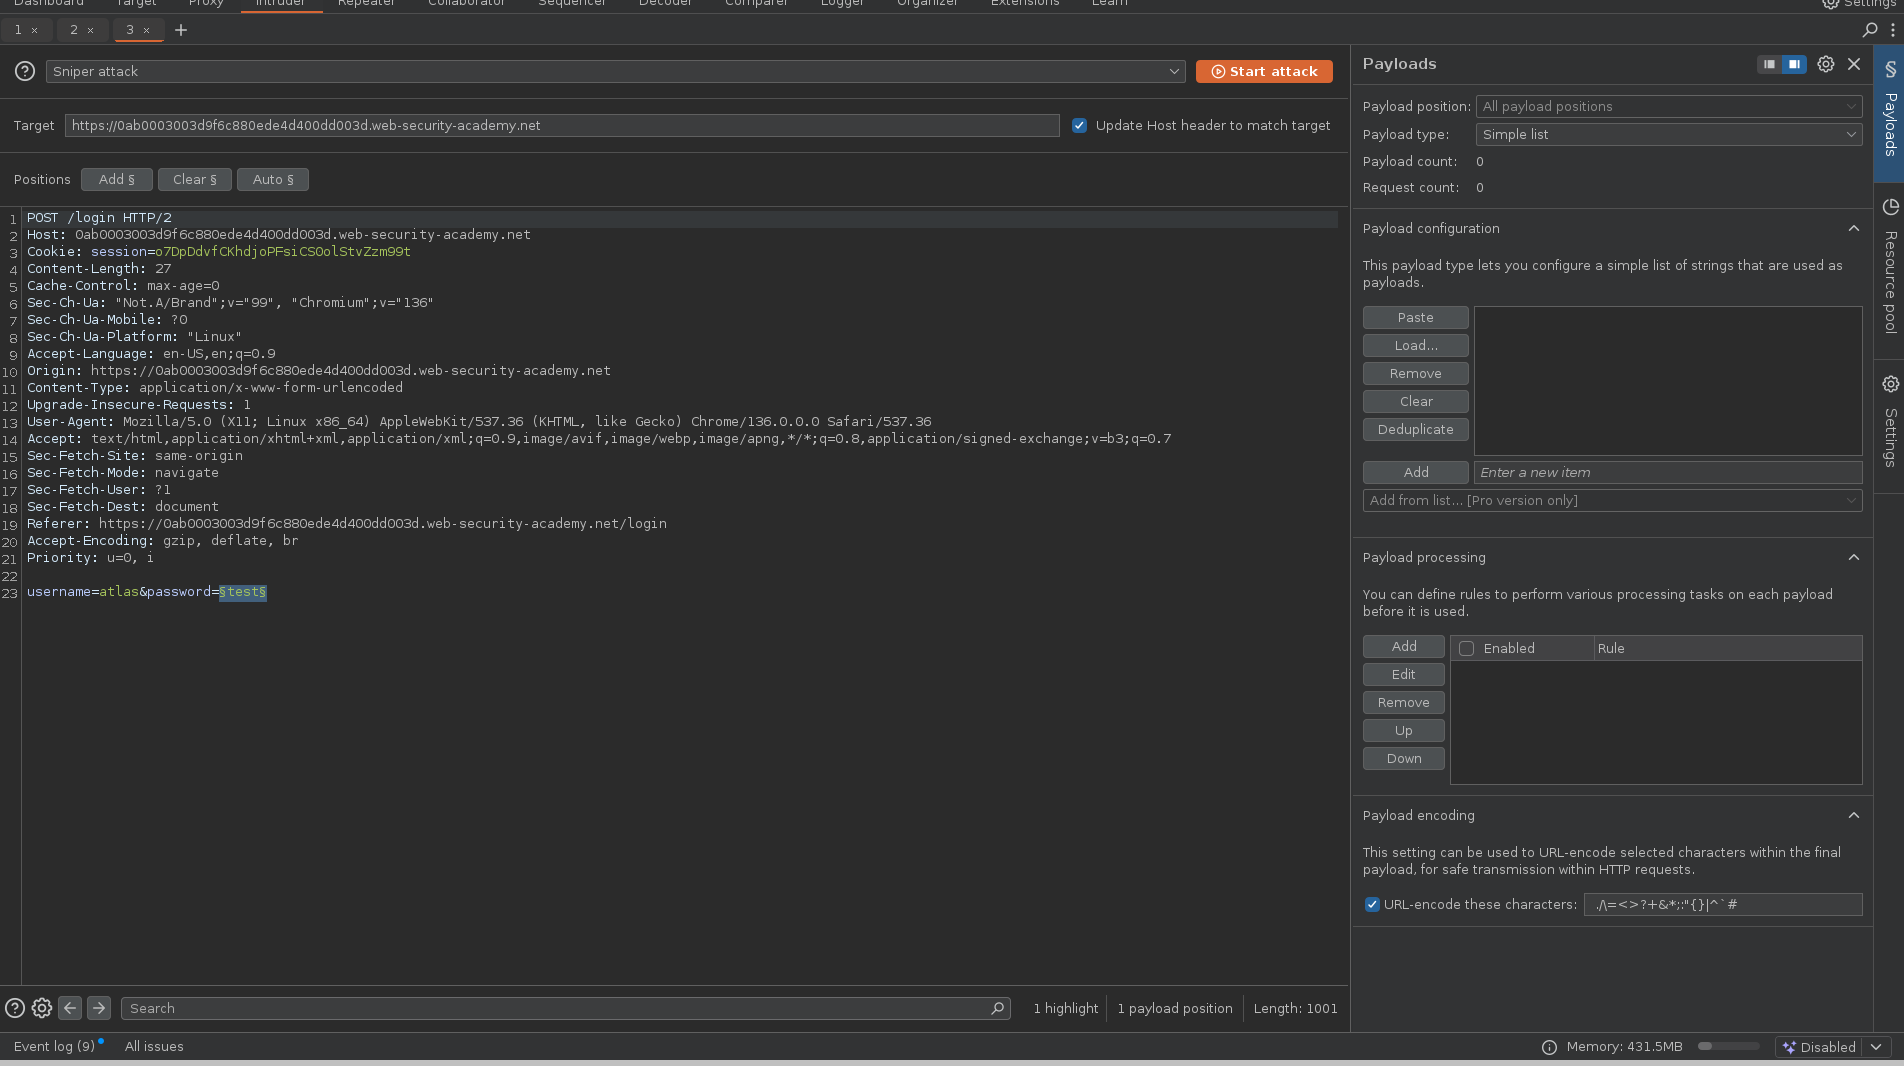 Dashboard Target Proxy Intruder Repeater Collaborator Sequencer Decoder Comparer Logger Organizer Extensions Learn Settings
1 × 2 × 3 × +
Sniper attack Start attack
Target https://0ab0003003d9f6c880ede4d400dd003d.web-security-academy.net Update Host header to match target
Positions Add § Clear § Auto §
1 POST /login HTTP/2
2 Host: 0ab0003003d9f6c880ede4d400dd003d.web-security-academy.net
3 Cookie: session=o7DpDdvfCKhdjoPFsiCS0olStvZzm99t
4 Content-Length: 27
5 Cache-Control: max-age=0
6 Sec-Ch-Ua: "Not.A/Brand";v="99", "Chromium";v="136"
7 Sec-Ch-Ua-Mobile: ?0
8 Sec-Ch-Ua-Platform: "Linux"
9 Accept-Language: en-US,en;q=0.9
10 Origin: https://0ab0003003d9f6c880ede4d400dd003d.web-security-academy.net
11 Content-Type: application/x-www-form-urlencoded
12 Upgrade-Insecure-Requests: 1
13 User-Agent: Mozilla/5.0 (X11; Linux x86_64) AppleWebKit/537.36 (KHTML, like Gecko) Chrome/136.0.0.0 Safari/537.36
14 Accept: text/html,application/xhtml+xml,application/xml;q=0.9,image/avif,image/webp,image/apng,*/*;q=0.8,application/signed-exchange;v=b3;q=0.7
15 Sec-Fetch-Site: same-origin
16 Sec-Fetch-Mode: navigate
17 Sec-Fetch-User: ?1
18 Sec-Fetch-Dest: document
19 Referer: https://0ab0003003d9f6c880ede4d400dd003d.web-security-academy.net/login
20 Accept-Encoding: gzip, deflate, br
21 Priority: u=0, i
22
23 username=atlas&password=§test§
Search 1 highlight 1 payload position Length: 1001
Payloads
Payload position: All payload positions
Payload type: Simple list
Payload count: 0
Request count: 0
Payload configuration
This payload type lets you configure a simple list of strings that are used as
payloads.
Paste
Load...
Remove
Clear
Deduplicate
Add Enter a new item
Add from list... [Pro version only]
Payload processing
You can define rules to perform various processing tasks on each payload
before it is used.
Add Enabled Rule
Edit
Remove
Up
Down
Payload encoding
This setting can be used to URL-encode selected characters within the final
payload, for safe transmission within HTTP requests.
URL-encode these characters: ./\=<>?+&*;:"{}|^`#
§ Payloads
Resource pool
Settings
Event log (9) All issues Memory: 431.5MB Disabled